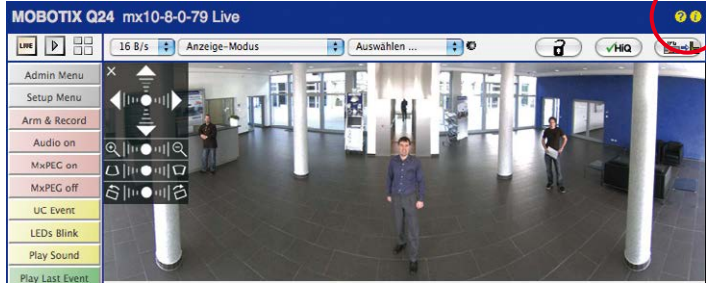 MOBOTIX Q24 mx10-8-0-79 Live
? i
LIVE
16 B/s
Anzeige-Modus
Auswählen ...
√HiQ
Admin Menu
Setup Menu
Arm & Record
Audio on
MxPEG on
MxPEG off
UC Event
LEDs Blink
Play Sound
Play Last Event